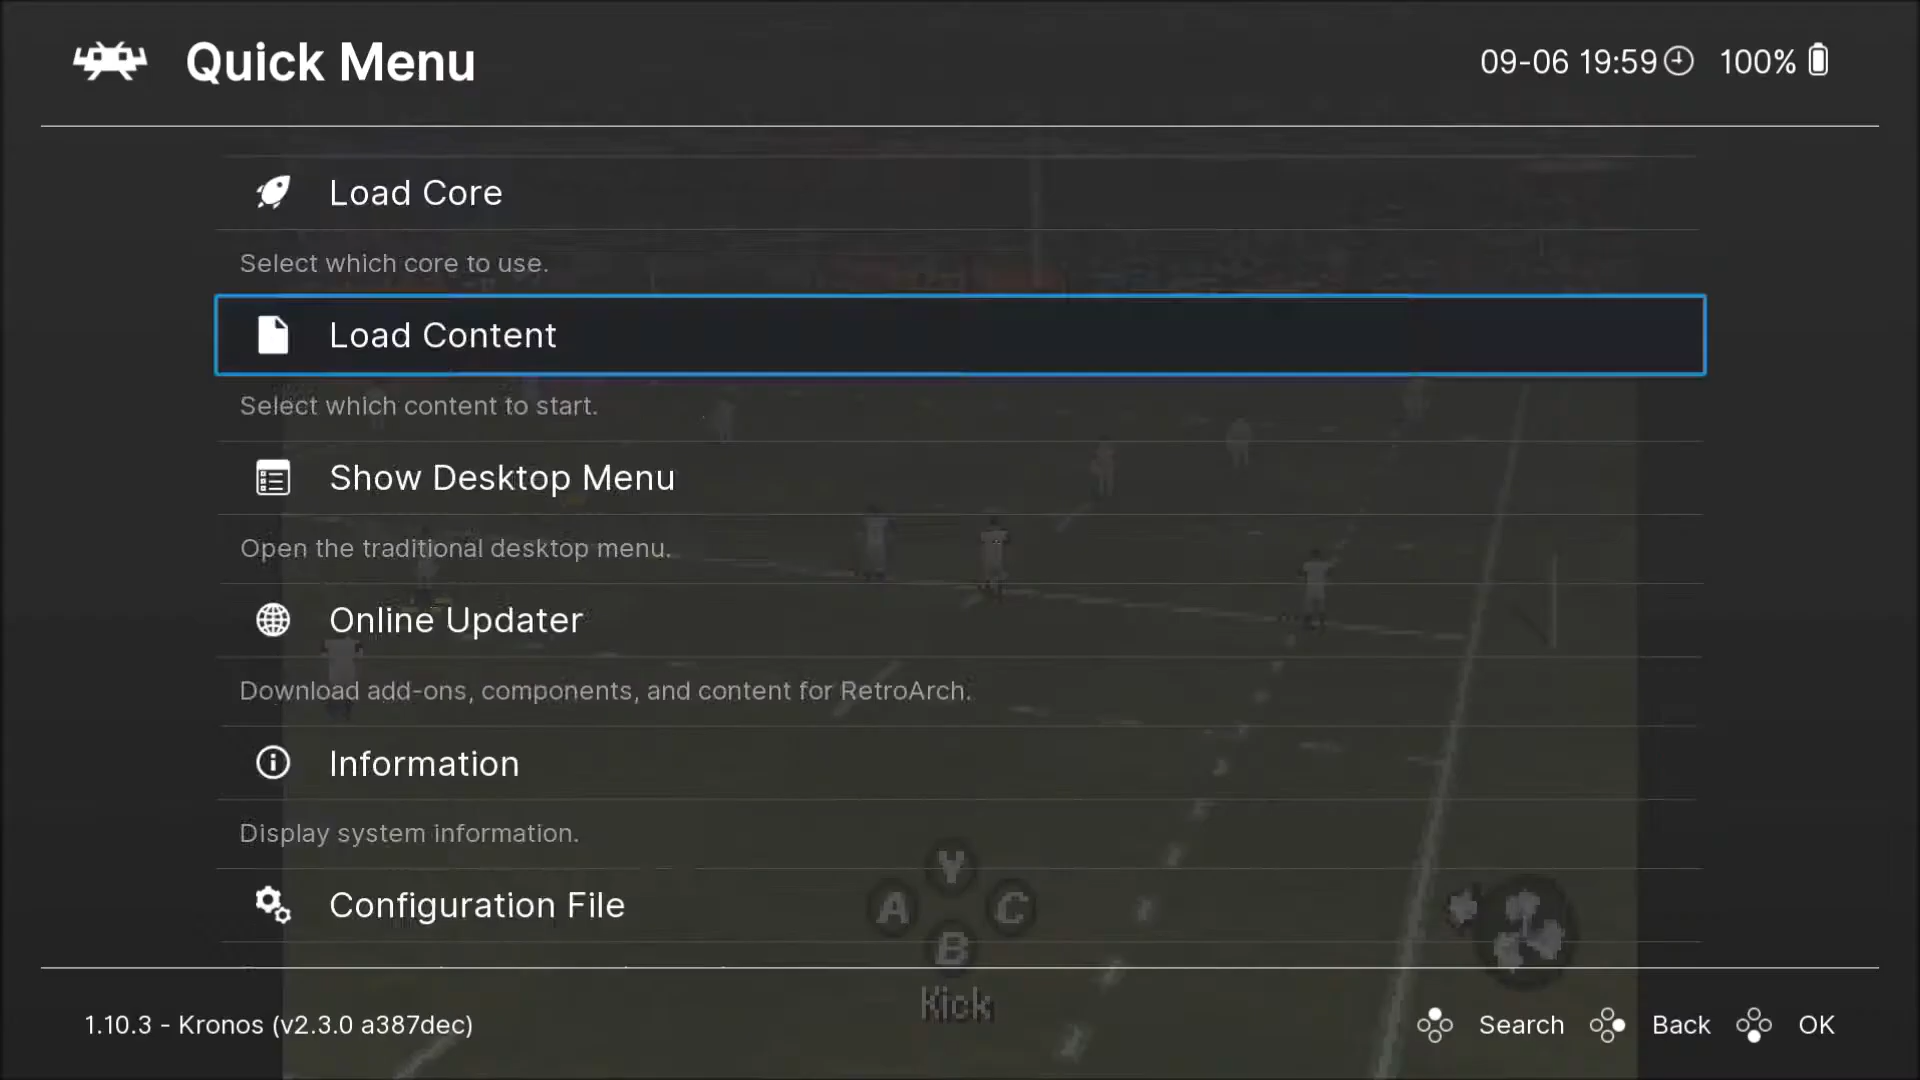 Quick Menu
09-06 19:59 100%
Load Core
Select which core to use.
Load Content
Select which content to start.
Show Desktop Menu
Open the traditional desktop menu.
Online Updater
Download add-ons, components, and content for RetroArch.
Information
Display system information.
Configuration File
Y
A C
B
Kick
1.10.3 - Kronos (v2.3.0 a387dec)
Search Back OK